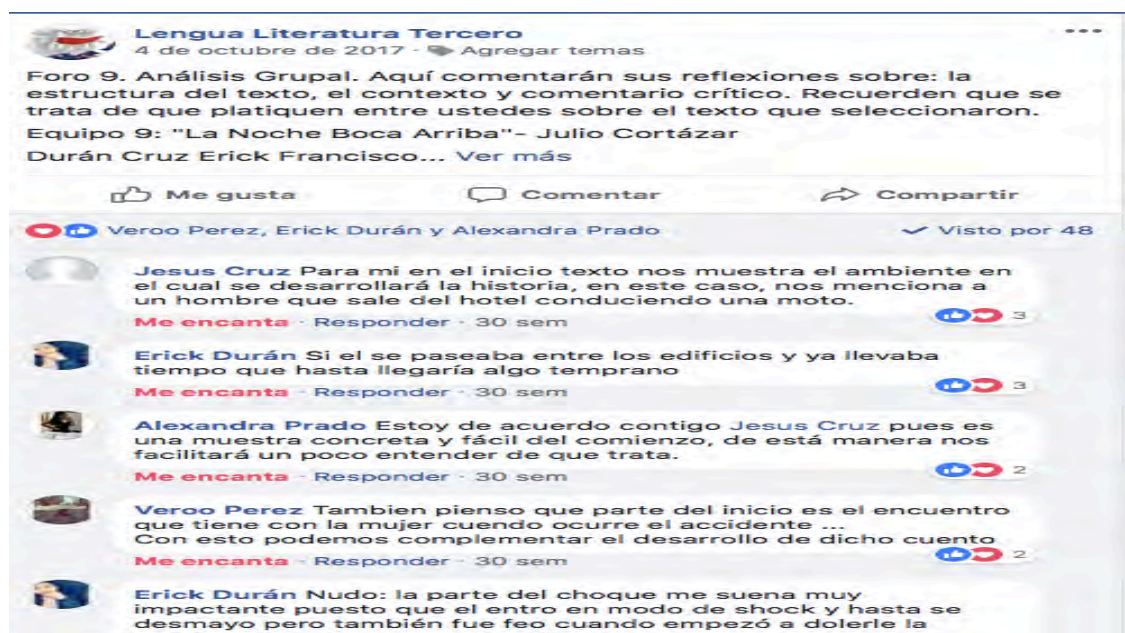 Lengua Literatura Tercero
4 de octubre de 2017 · Agregar temas
Foro 9. Análisis Grupal. Aquí comentarán sus reflexiones sobre: la
estructura del texto, el contexto y comentario crítico. Recuerden que se
trata de que platiquen entre ustedes sobre el texto que seleccionaron.
Equipo 9: "La Noche Boca Arriba"- Julio Cortázar
Durán Cruz Erick Francisco... Ver más
Me gusta Comentar Compartir
Veroo Perez, Erick Durán y Alexandra Prado Visto por 48
Jesus Cruz Para mi en el inicio texto nos muestra el ambiente en
el cual se desarrollará la historia, en este caso, nos menciona a
un hombre que sale del hotel conduciendo una moto.
Me encanta · Responder · 30 sem 3
Erick Durán Si el se paseaba entre los edificios y ya llevaba
tiempo que hasta llegaría algo temprano
Me encanta · Responder · 30 sem 3
Alexandra Prado Estoy de acuerdo contigo Jesus Cruz pues es
una muestra concreta y fácil del comienzo, de está manera nos
facilitará un poco entender de que trata.
Me encanta · Responder · 30 sem 2
Veroo Perez Tambien pienso que parte del inicio es el encuentro
que tiene con la mujer cuendo ocurre el accidente ...
Con esto podemos complementar el desarrollo de dicho cuento
Me encanta · Responder · 30 sem 2
Erick Durán Nudo: la parte del choque me suena muy
impactante puesto que el entro en modo de shock y hasta se
desmayo pero también fue feo cuando empezó a dolerle la